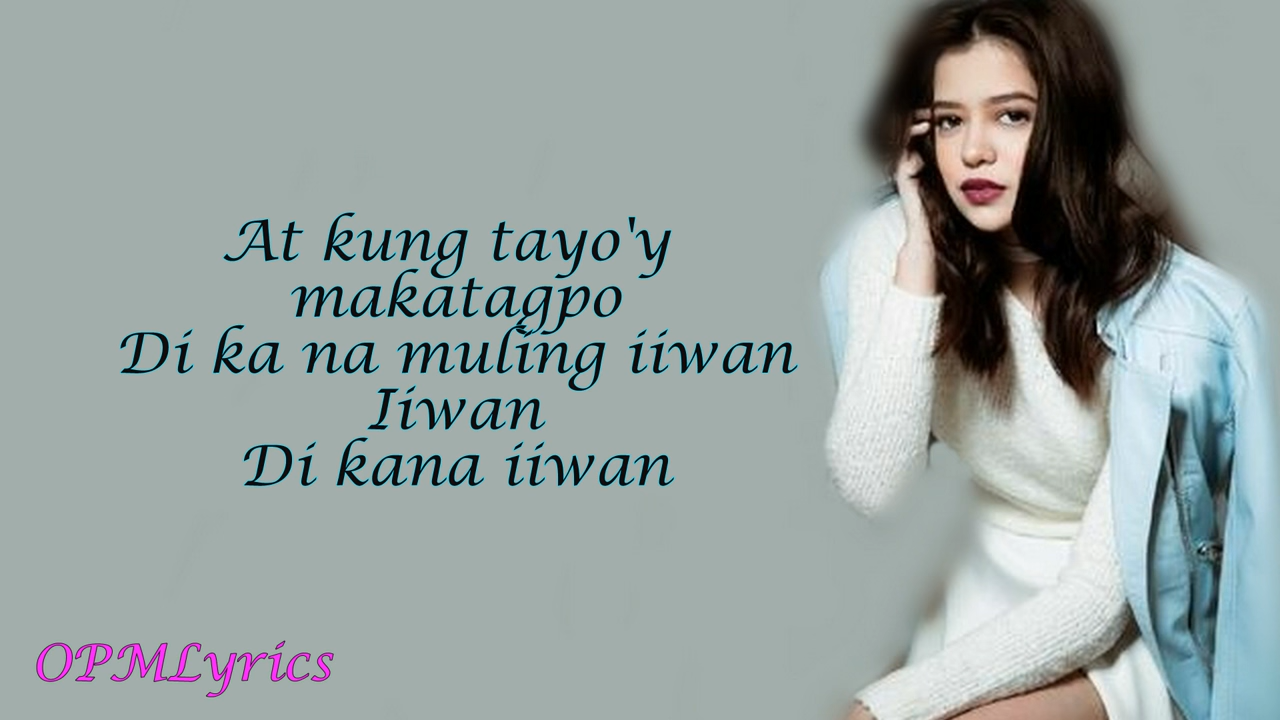 At kung tayo'y
makatagpo
Di ka na muling iiwan
Iiwan
Di kana iiwan
OPMLyrics